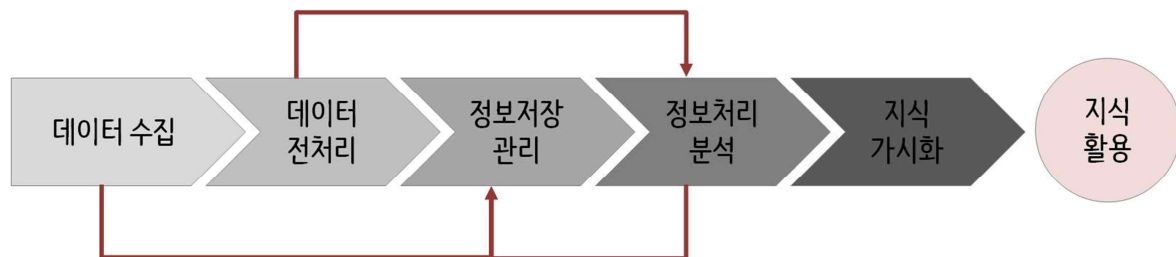 데이터 수집
데이터
전처리
정보저장
관리
정보처리
분석
지식
가시화
지식
활용